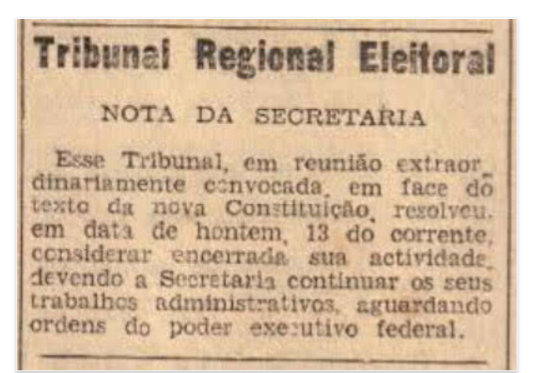 Tribunal Regional Eleitoral
NOTA DA SECRETARIA
Esse Tribunal, em reunião extraor_
dinariamente convocada, em face do
texto da nova Constituição, resolveu,
em data de hontem, 13 do corrente,
considerar encerrada sua actividade,
devendo a Secretaria continuar os seus
trabalhos administrativos, aguardando
ordens do poder executivo federal.